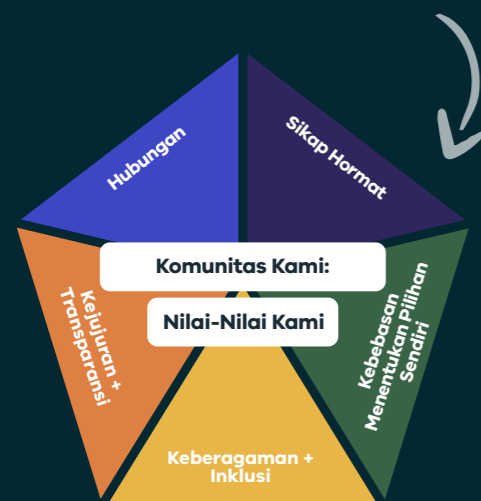 Hubungan
Sikap Hormat
Komunitas Kami:
Nilai-Nilai Kami
Kejujuran +
Transparansi
Kebebasan
Menentukan Pilihan
Sendiri
Keberagaman +
Inklusi